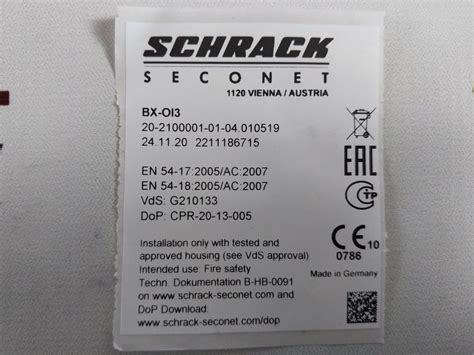 SCHRACK
SECONET
1120 VIENNA / AUSTRIA
BX-OI3
20-2100001-01-04.010519
24.11.20 2211186715
EN 54-17:2005/AC:2007
EN 54-18:2005/AC:2007
VdS: G210133
DoP: CPR-20-13-005
EAC
C TP
CE 10
0786
Made in Germany
Installation only with tested and
approved housing (see VdS approval)
Intended use: Fire safety
Techn. Dokumentation B-HB-0091
on www.schrack-seconet.com and
DoP Download:
www.schrack-seconet.com/dop